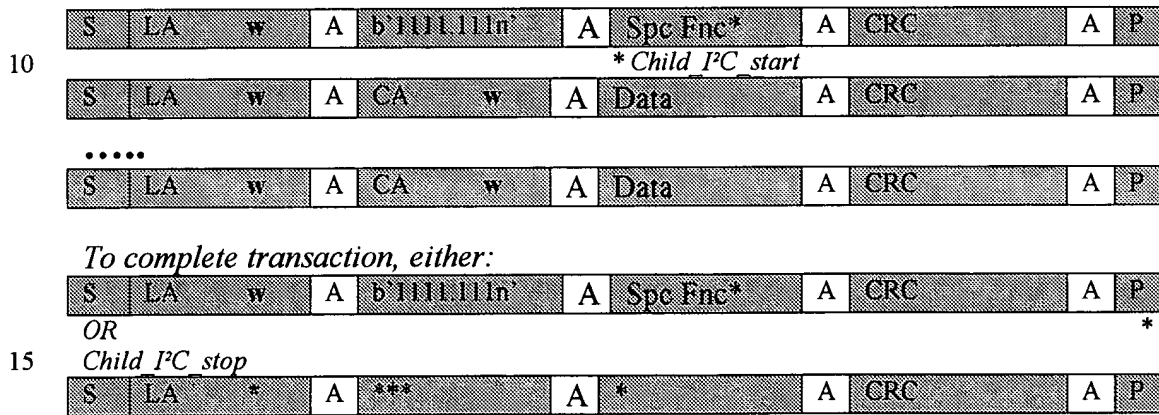 S LA w A b'1111.111n' A Spc Fnc* A CRC A P
10
* Child_I²C_start
S LA w A CA w A Data A CRC A P
.....
S LA w A CA w A Data A CRC A P
To complete transaction, either:
S LA w A b'1111.111n' A Spc Fnc* A CRC A P
OR *
15 Child_I²C_stop
S LA * A *** A * A CRC A P